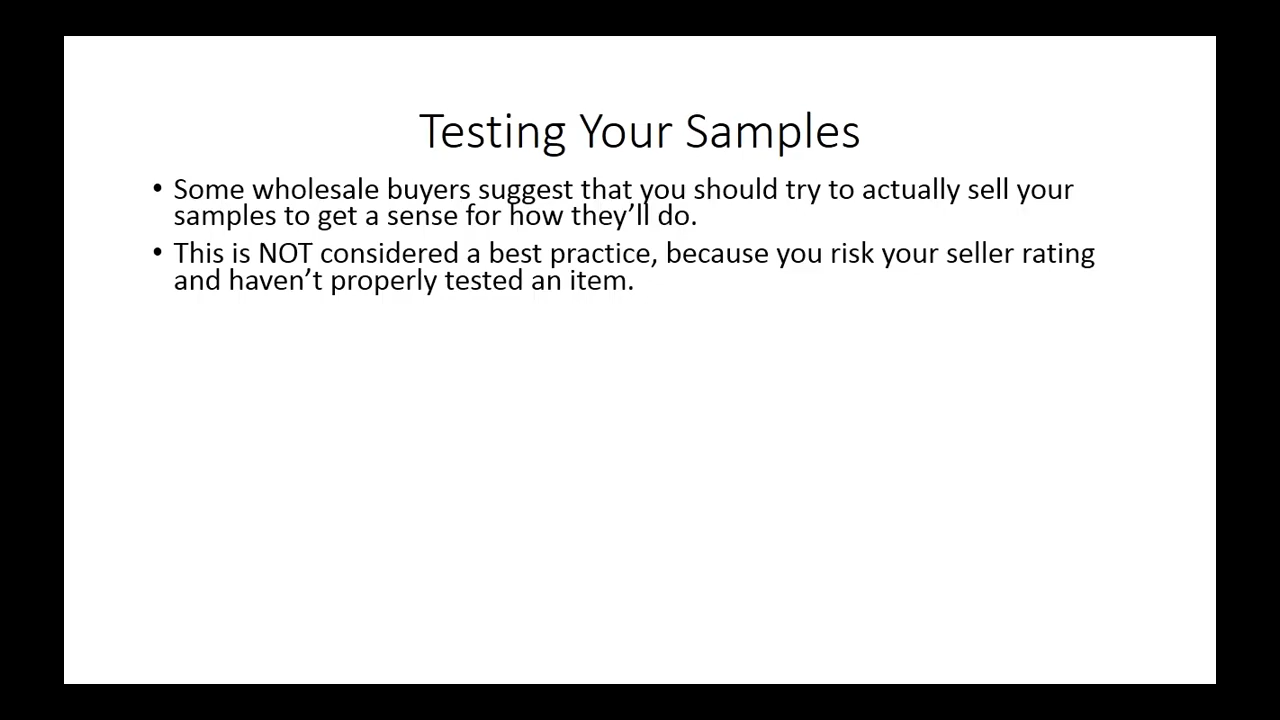 Testing Your Samples
• Some wholesale buyers suggest that you should try to actually sell your
samples to get a sense for how they’ll do.
• This is NOT considered a best practice, because you risk your seller rating
and haven’t properly tested an item.